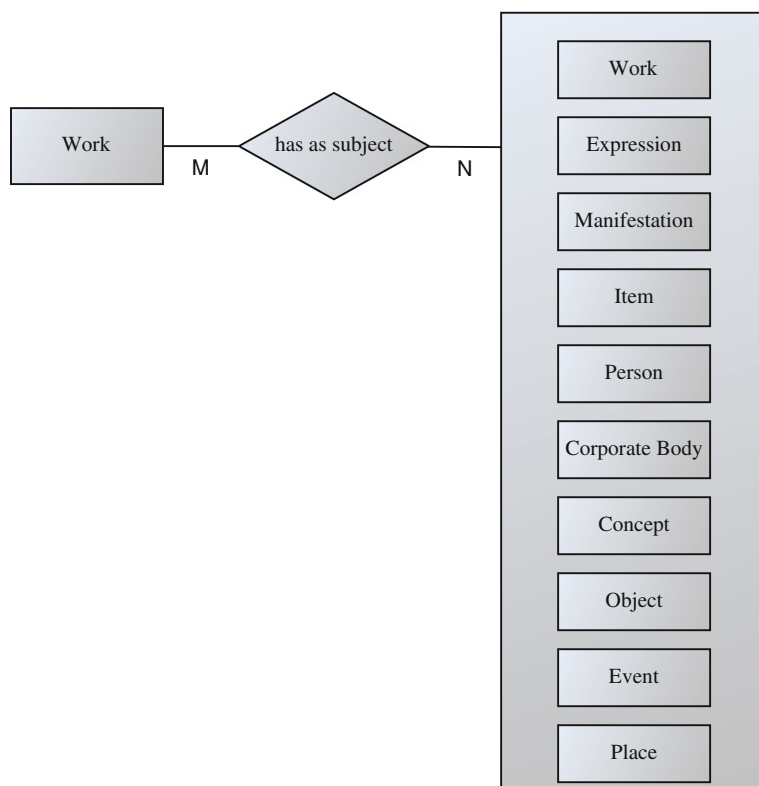 Work
M
has as subject
N
Work
Expression
Manifestation
Item
Person
Corporate Body
Concept
Object
Event
Place